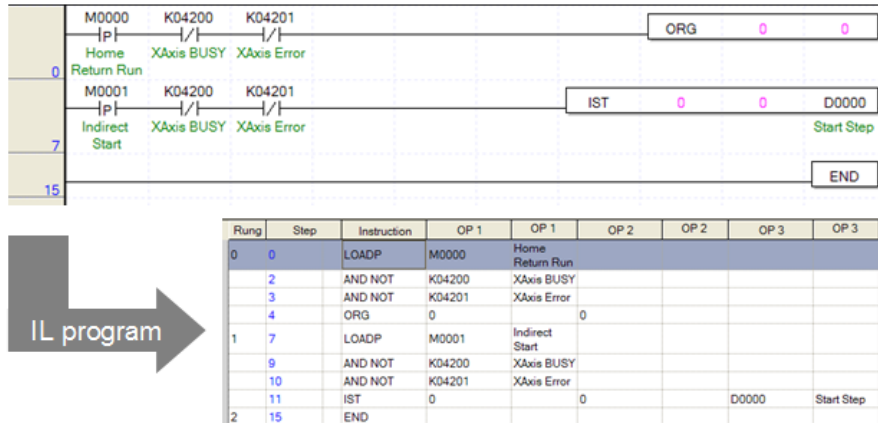 M0000 K04200 K04201
P / / ORG 0 0
Home XAxis BUSY XAxis Error
0 Return Run
M0001 K04200 K04201
P / / IST 0 0 D0000
Indirect XAxis BUSY XAxis Error Start Step
7 Start
15 END
IL program
Rung Step Instruction OP 1 OP 1 OP 2 OP 2 OP 3 OP 3
0 0 LOADP M0000 Home Return Run
2 AND NOT K04200 XAxis BUSY
3 AND NOT K04201 XAxis Error
4 ORG 0 0
1 7 LOADP M0001 Indirect Start
9 AND NOT K04200 XAxis BUSY
10 AND NOT K04201 XAxis Error
11 IST 0 0 D0000 Start Step
2 15 END